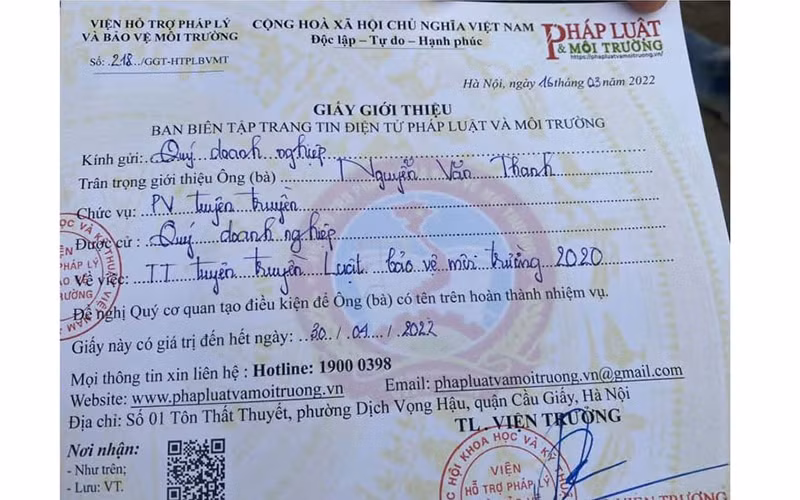 VIỆN HỖ TRỢ PHÁP LÝ
VÀ BẢO VỆ MÔI TRƯỜNG
Số: .218../GGT-HTPLBVMT
CỘNG HOÀ XÃ HỘI CHỦ NGHĨA VIỆT NAM
Độc lập – Tự do – Hạnh phúc
PHÁP LUẬT
& MÔI TRƯỜNG
https://phapluatvamoitruong.vn/
Hà Nội, ngày 16 tháng 03 năm 2022
GIẤY GIỚI THIỆU
BAN BIÊN TẬP TRANG TIN ĐIỆN TỬ PHÁP LUẬT VÀ MÔI TRƯỜNG
Kính gửi: Quý doanh nghiệp
Trân trọng giới thiệu Ông (bà) Nguyễn Văn Thanh
Chức vụ: PV tuyên truyền
Được cử : Quý doanh nghiệp
Về việc: TT tuyên truyền Luật bảo vệ môi trường 2020
Đề nghị Quý cơ quan tạo điều kiện để Ông (bà) có tên trên hoàn thành nhiệm vụ.
Giấy này có giá trị đến hết ngày: 30 / 04 / 2022
Mọi thông tin xin liên hệ : Hotline: 1900 0398
Website: www.phapluatvamoitruong.vn Email: phapluatvamoitruong.vn@gmail.com
Địa chỉ: Số 01 Tôn Thất Thuyết, phường Dịch Vọng Hậu, quận Cầu Giấy, Hà Nội
TL. VIỆN TRƯỞNG
Nơi nhận:
- Như trên;
- Lưu: VT.
VIỆN
HỖ TRỢ PHÁP LÝ
VIỆN TRƯỞNG